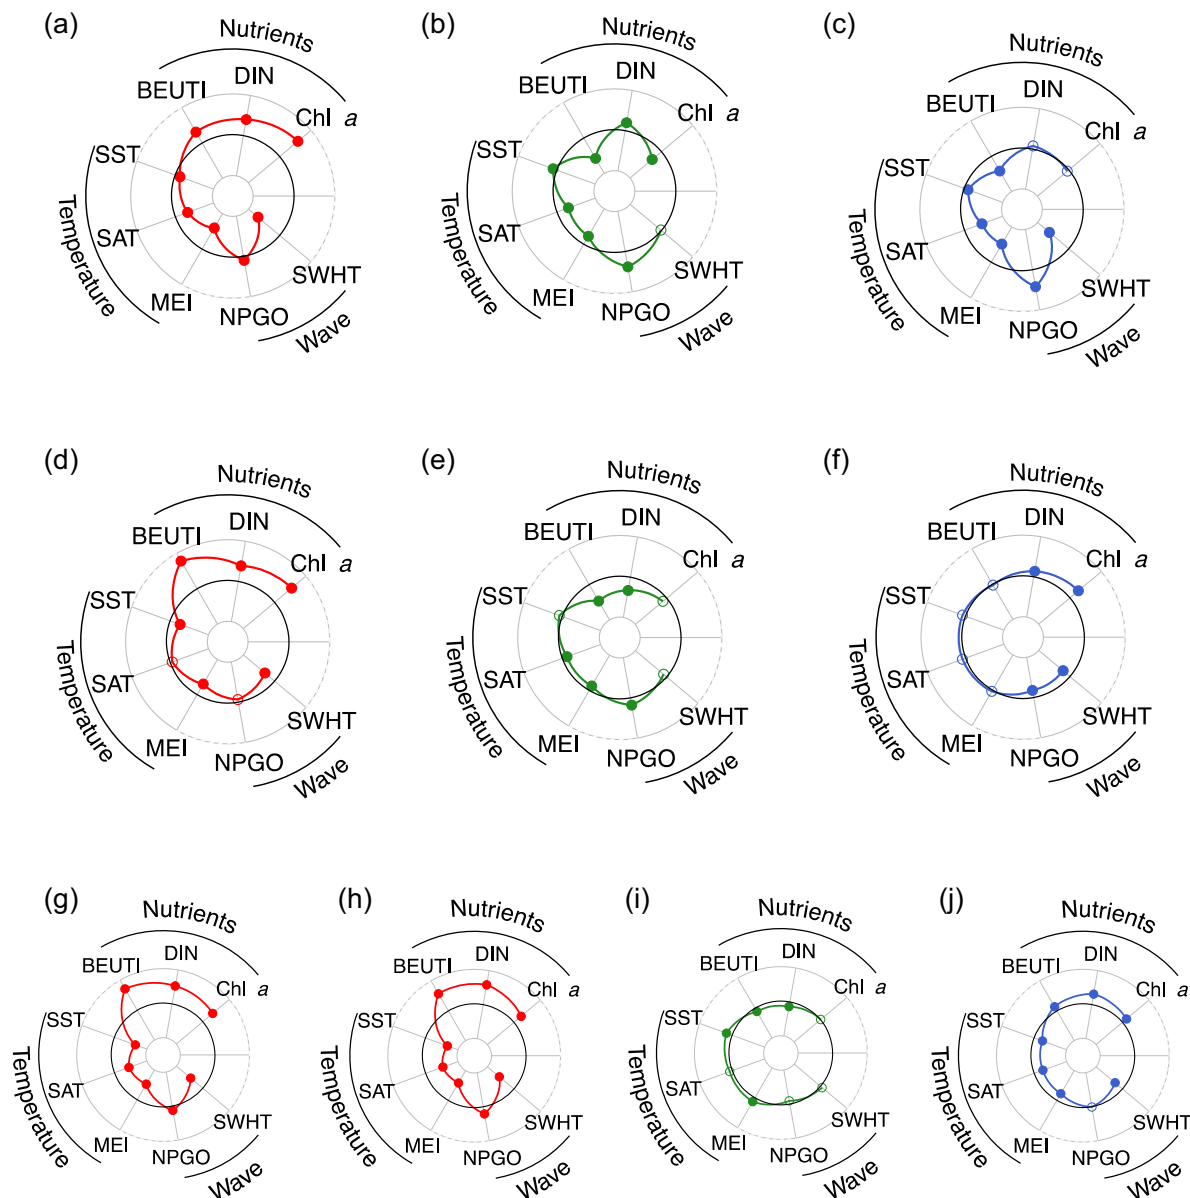 (a)
Nutrients
DIN
BEUTI
Chl a
SST
SAT
Temperature
MEI
NPGO
SWHT
Wave
(b)
Nutrients
DIN
BEUTI
Chl a
SST
SAT
Temperature
MEI
NPGO
SWHT
Wave
(c)
Nutrients
DIN
BEUTI
Chl a
SST
SAT
Temperature
MEI
NPGO
SWHT
Wave
(d)
Nutrients
DIN
BEUTI
Chl a
SST
SAT
Temperature
MEI
NPGO
SWHT
Wave
(e)
Nutrients
DIN
BEUTI
Chl a
SST
SAT
Temperature
MEI
NPGO
SWHT
Wave
(f)
Nutrients
DIN
BEUTI
Chl a
SST
SAT
Temperature
MEI
NPGO
SWHT
Wave
(g)
Nutrients
DIN
BEUTI
Chl a
SST
SAT
Temperature
MEI
NPGO
SWHT
Wave
(h)
Nutrients
DIN
BEUTI
Chl a
SST
SAT
Temperature
MEI
NPGO
SWHT
Wave
(i)
Nutrients
DIN
BEUTI
Chl a
SST
SAT
Temperature
MEI
NPGO
SWHT
Wave
(j)
Nutrients
DIN
BEUTI
Chl a
SST
SAT
Temperature
MEI
NPGO
SWHT
Wave